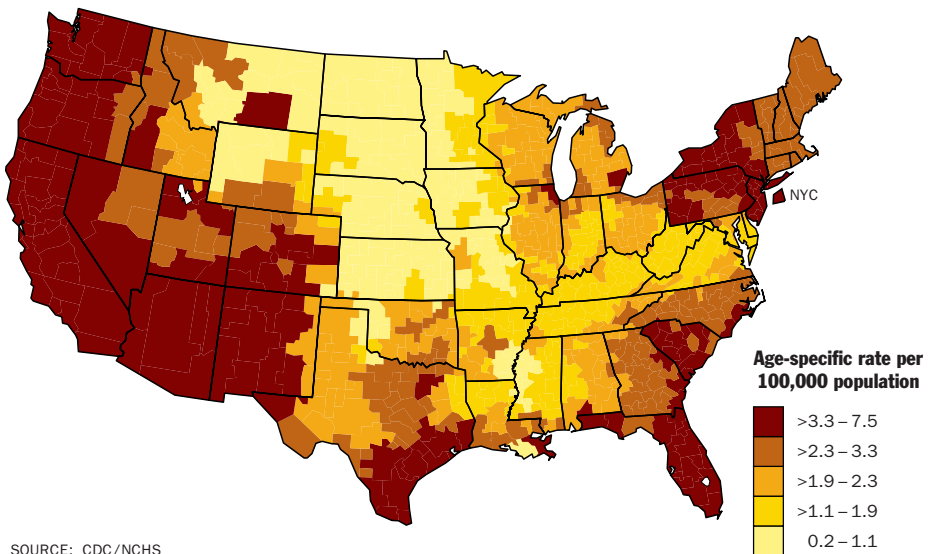 NYC
Age-specific rate per
100,000 population
>3.3 – 7.5
>2.3 – 3.3
>1.9 – 2.3
>1.1 – 1.9
0.2 – 1.1
SOURCE: CDC/NCHS